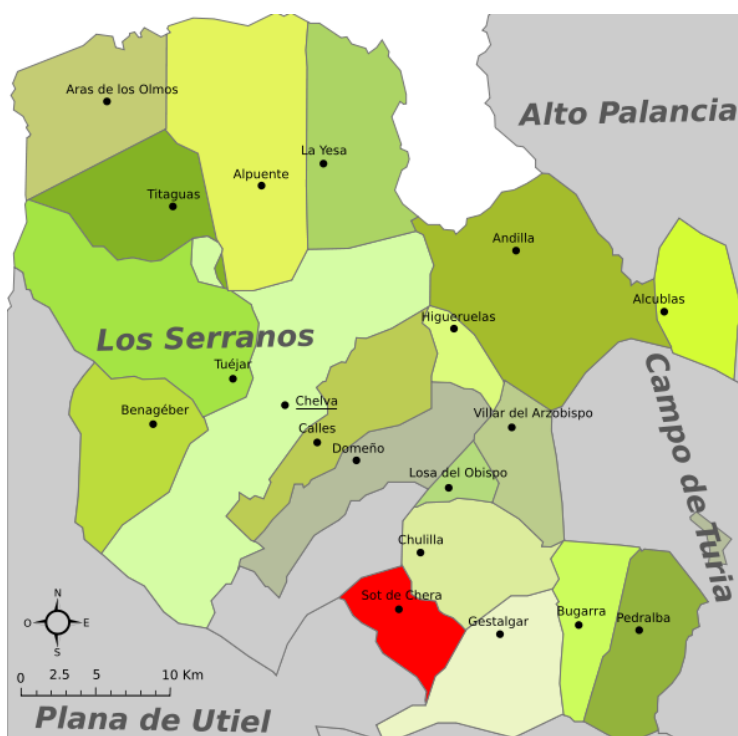 Aras de los Olmos
Alto Palancia
La Yesa
Alpuente
Titaguas
Andilla
Alcublas
Higueruelas
Los Serranos
Tuéjar
Chelva
Benagéber
Villar del Arzobispo
Calles
Domeño
Campo de Turia
Losa del Obispo
Chulilla
N
Sot de Chera
O E
Bugarra
Gestalgar
Pedralba
S
0 2.5 5 10 Km
Plana de Utiel